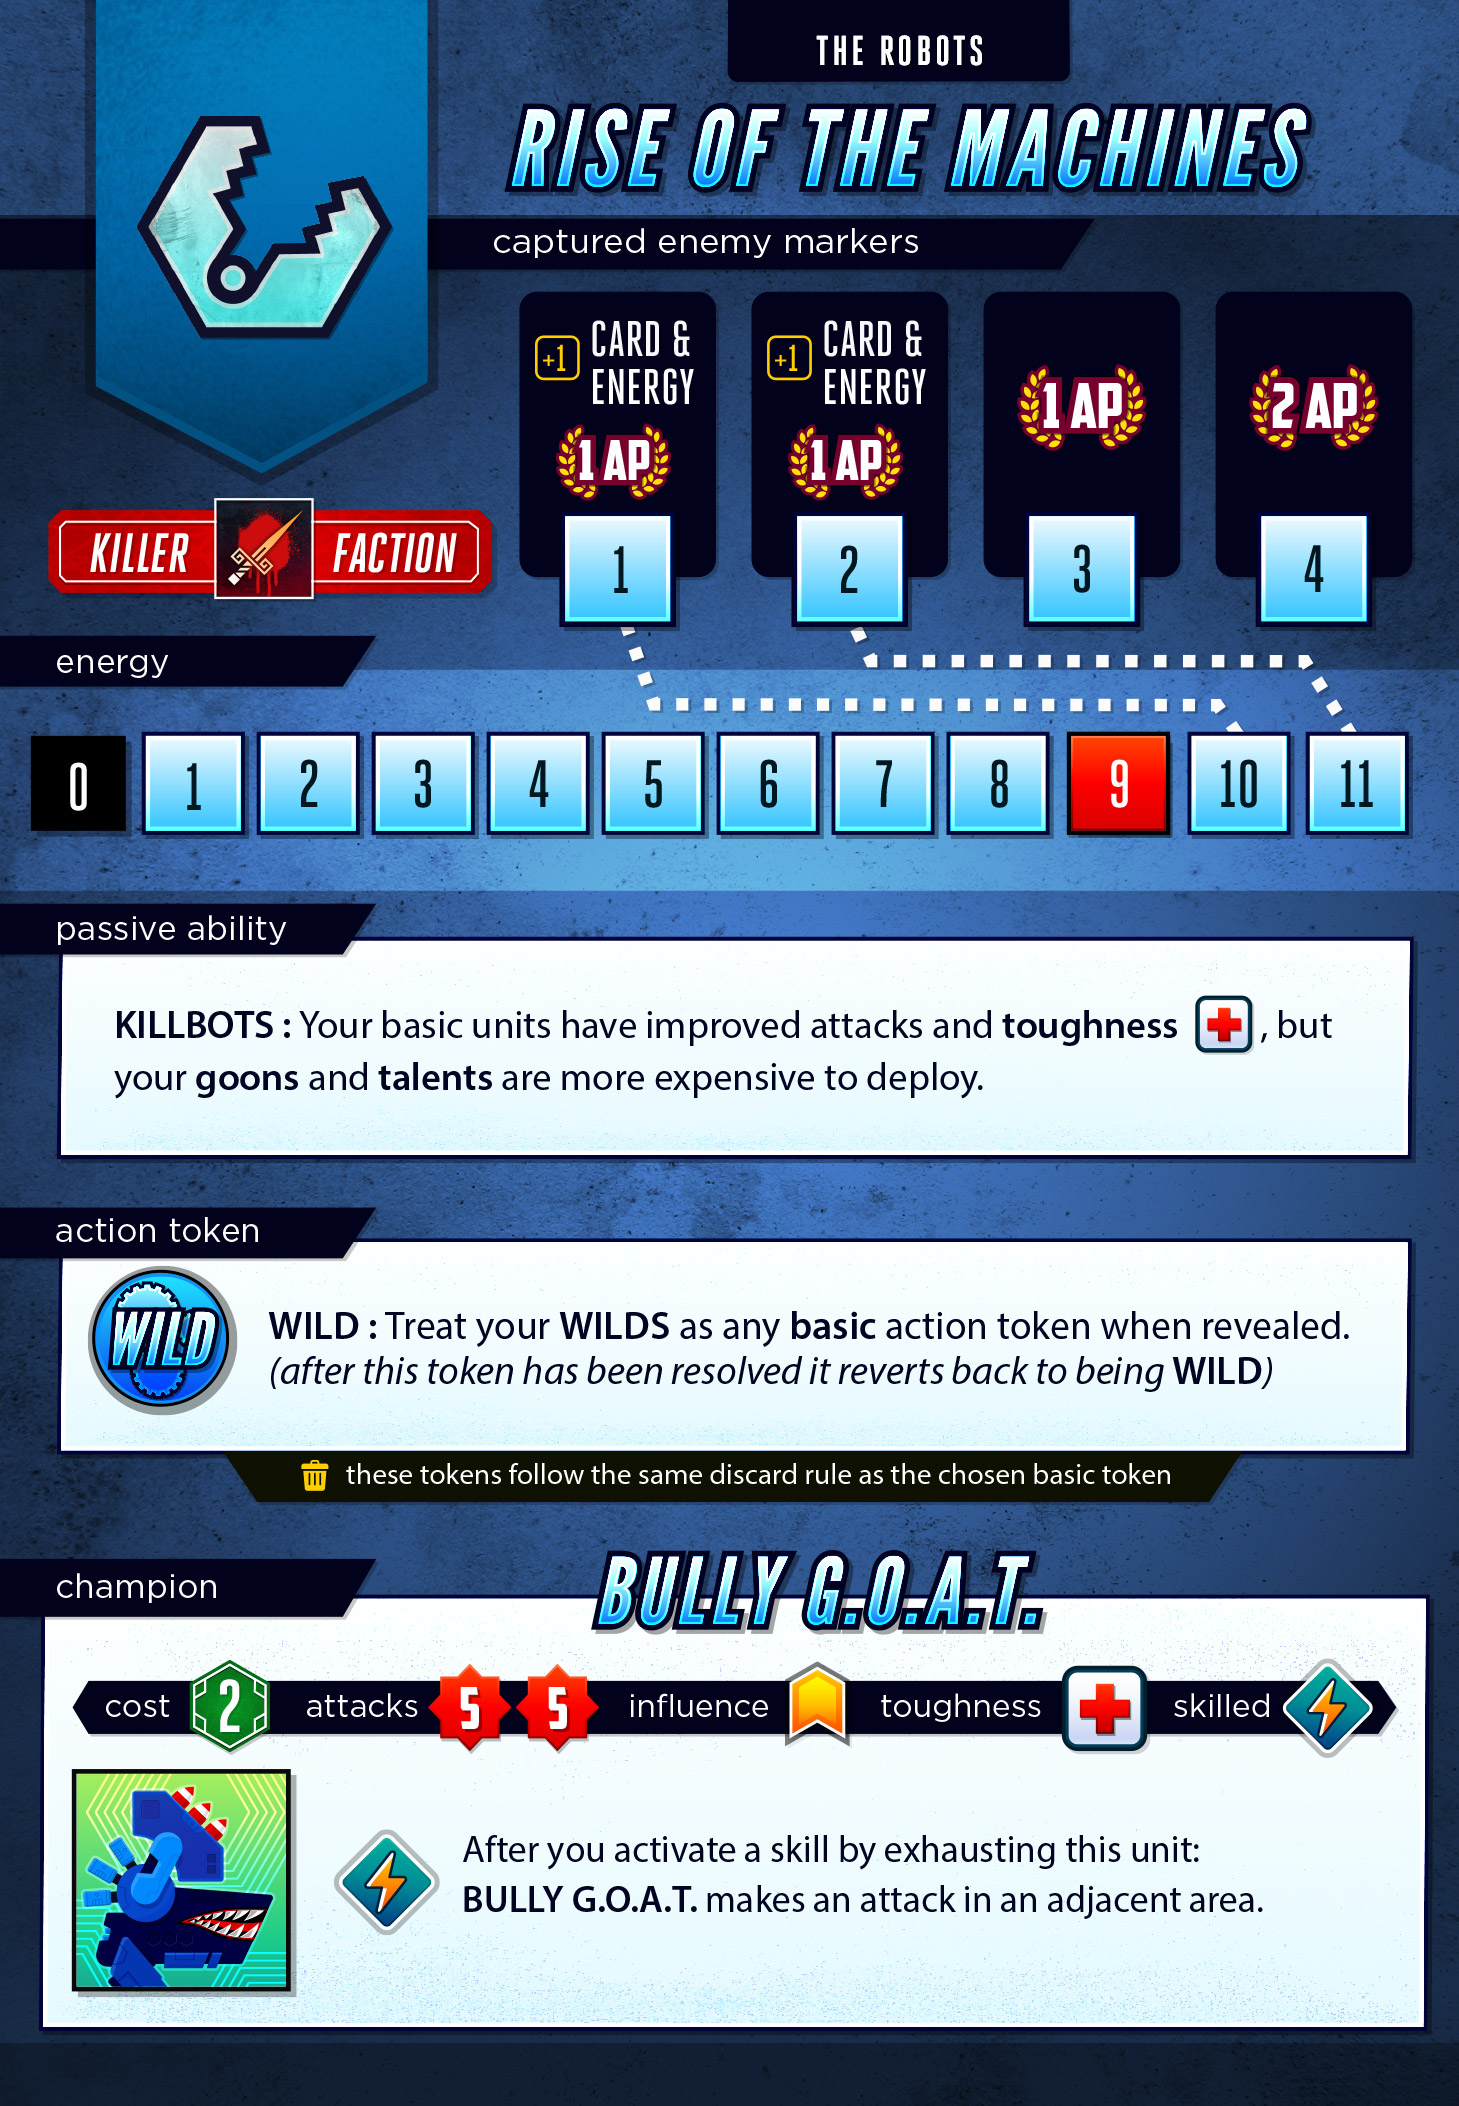 THE ROBOTS
RISE OF THE MACHINES
captured enemy markers
+1 CARD &
ENERGY
1 AP
1
+1 CARD &
ENERGY
1 AP
2
1 AP
3
2 AP
4
KILLER FACTION
energy
0 1 2 3 4 5 6 7 8 9 10 11
passive ability
KILLBOTS : Your basic units have improved attacks and toughness , but
your goons and talents are more expensive to deploy.
action token
WILD
WILD : Treat your WILDS as any basic action token when revealed.
(after this token has been resolved it reverts back to being WILD)
these tokens follow the same discard rule as the chosen basic token
champion
BULLY G.O.A.T.
cost 2 attacks 5 5 influence toughness skilled
After you activate a skill by exhausting this unit:
BULLY G.O.A.T. makes an attack in an adjacent area.